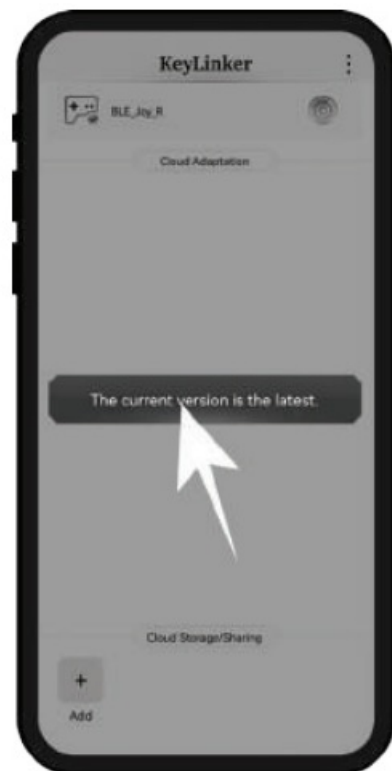 KeyLinker
BLE_Joy_R
Cloud Adaptation
The current version is the latest.
Cloud Storage/Sharing
+
Add